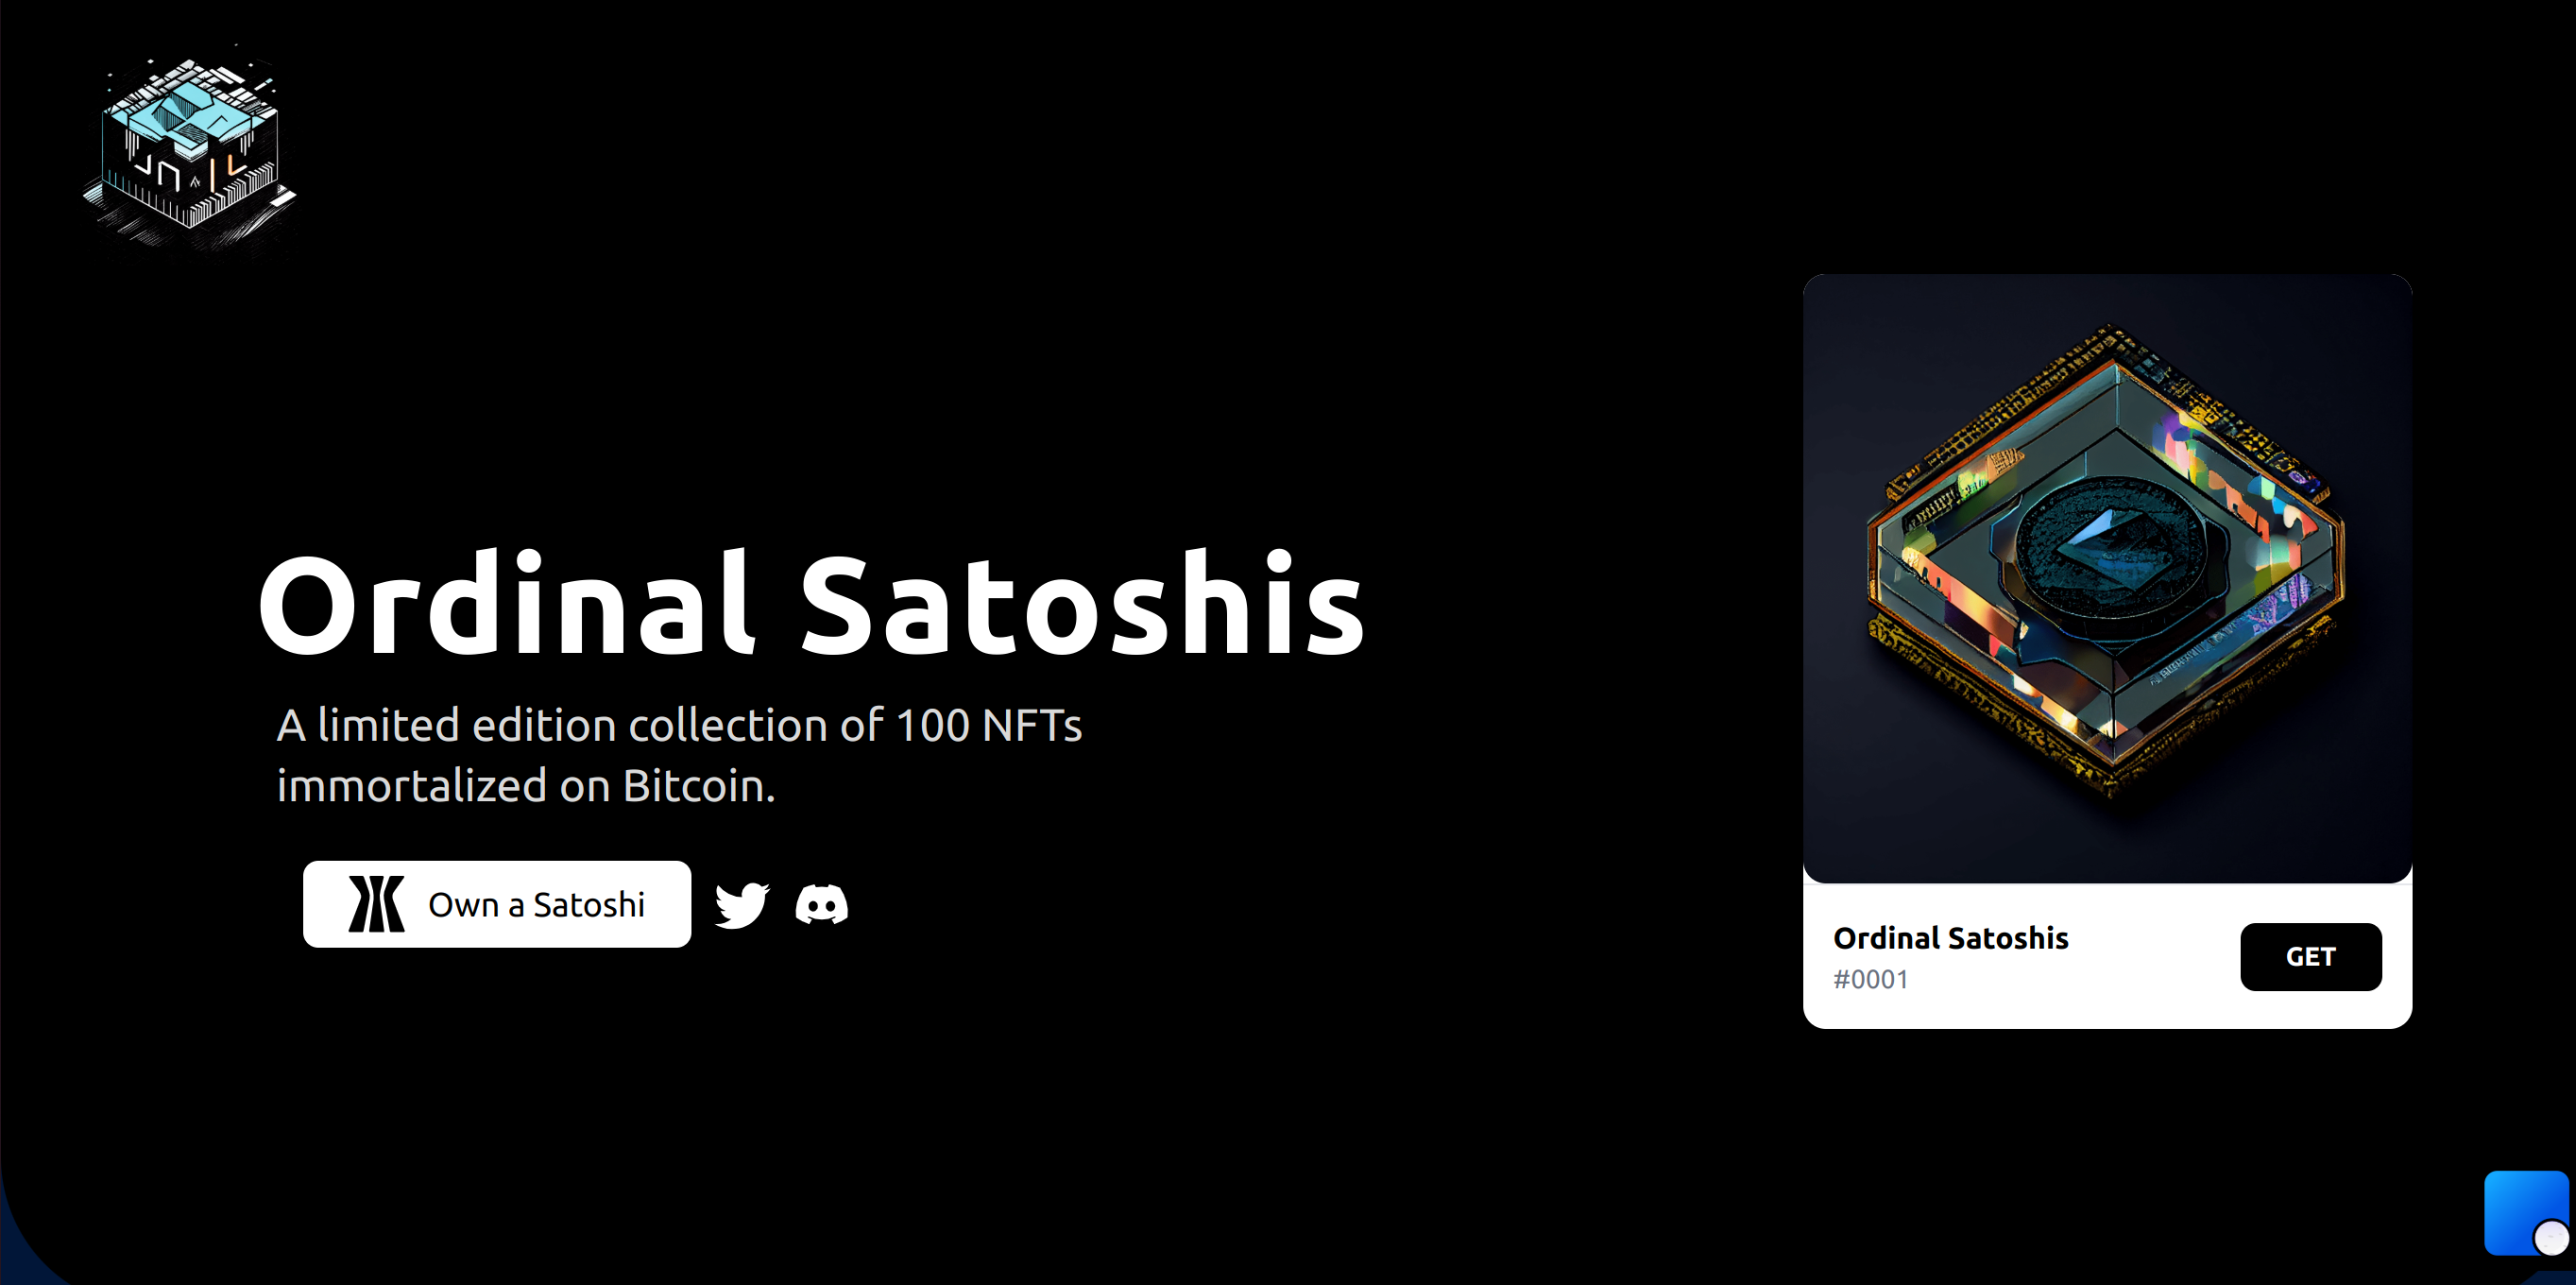 Ordinal Satoshis
A limited edition collection of 100 NFTs
immortalized on Bitcoin.
Own a Satoshi
Ordinal Satoshis
#0001
GET